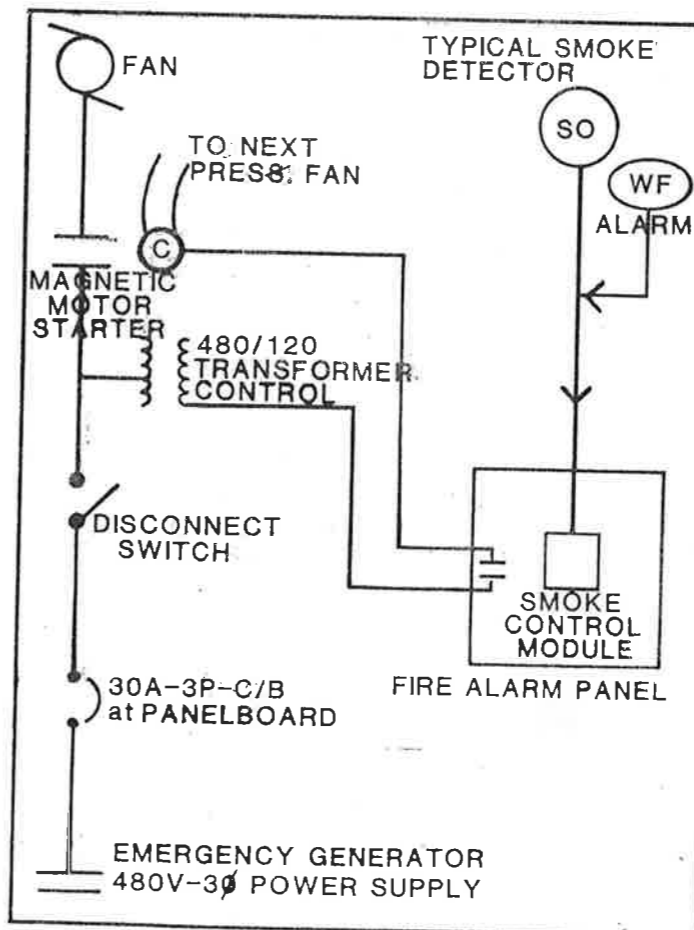 FAN
TYPICAL SMOKE
DETECTOR
SO
TO NEXT
PRESS. FAN
WF
ALARM
C
MAGNETIC
MOTOR
STARTER
480/120
TRANSFORMER
CONTROL
DISCONNECT
SWITCH
SMOKE
CONTROL
MODULE
FIRE ALARM PANEL
30A-3P-C/B
at PANELBOARD
EMERGENCY GENERATOR
480V-3ø POWER SUPPLY